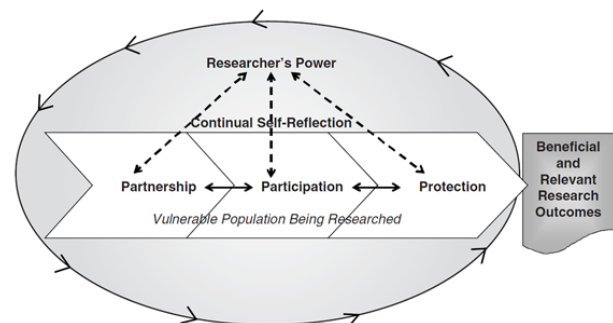 Researcher's Power
Continual Self-Reflection
Partnership
Participation
Protection
Vulnerable Population Being Researched
Beneficial
and
Relevant
Research
Outcomes